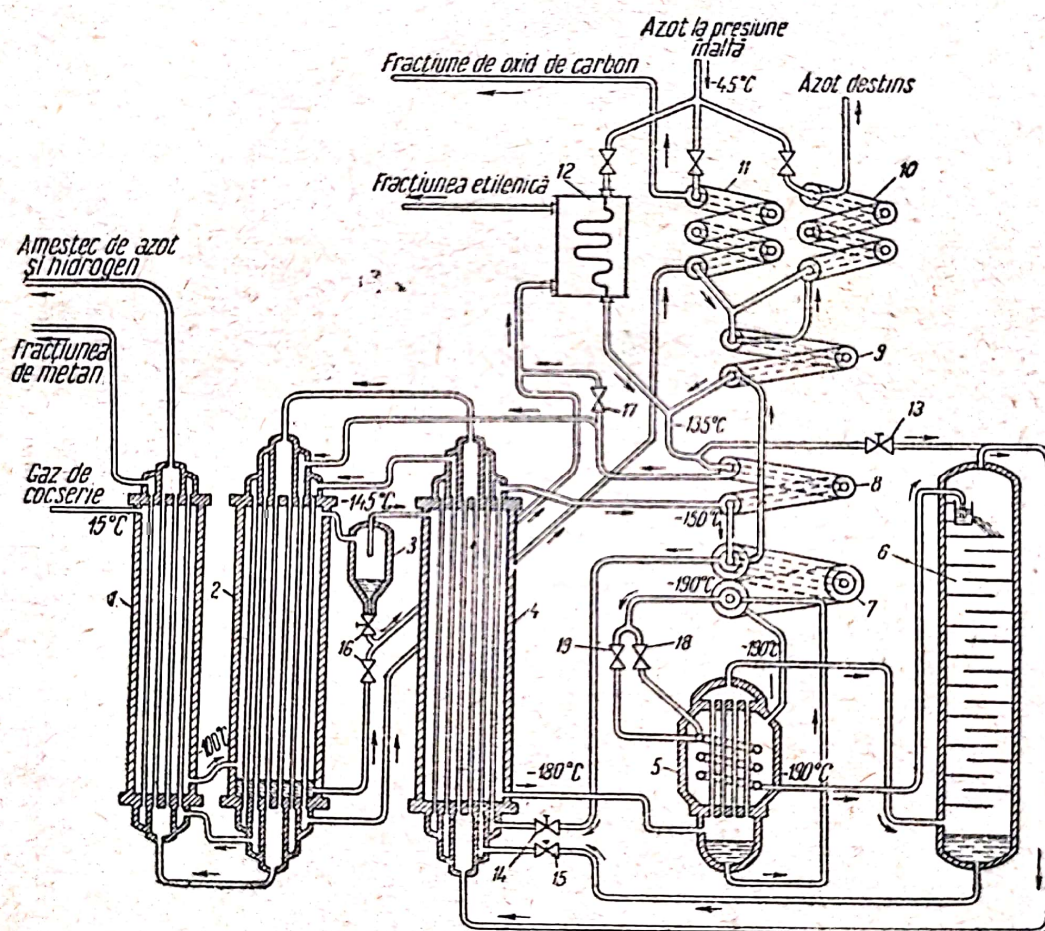 Azot la presiune
înaltă
Fracțiune de oxid de carbon
-45°C
Azot destins
Fracțiunea etilenică
12
11
10
Amestec de azot
și hidrogen
Fracțiunea
de metan
9
17
-135°C
13
Gaz de
cocserie
15°C
-145°C
8
-150°C
3
6
1
2
4
-190°C
7
16
19
18
-190°C
-100°C
5
-180°C
-190°C
14
15